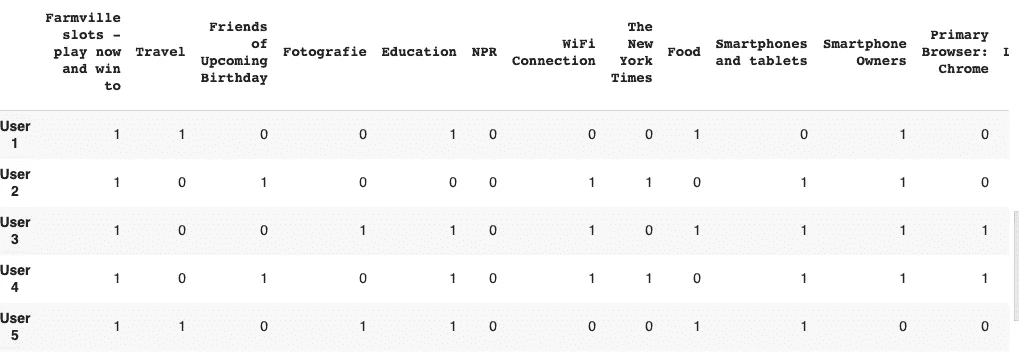 Farmville
slots –
play now
and win
to
Travel
Friends
of
Upcoming
Birthday
Fotografie
Education
NPR
WiFi
Connection
The
New
York
Times
Food
Smartphones
and tablets
Smartphone
Owners
Primary
Browser:
Chrome
User 1 1 1 0 0 1 0 0 0 1 0 1 0
User 2 1 0 1 0 0 0 1 1 0 1 1 0
User 3 1 0 0 1 1 0 1 0 1 1 1 1
User 4 1 0 1 0 1 0 1 1 0 1 1 1
User 5 1 1 0 1 1 0 0 0 1 1 0 0